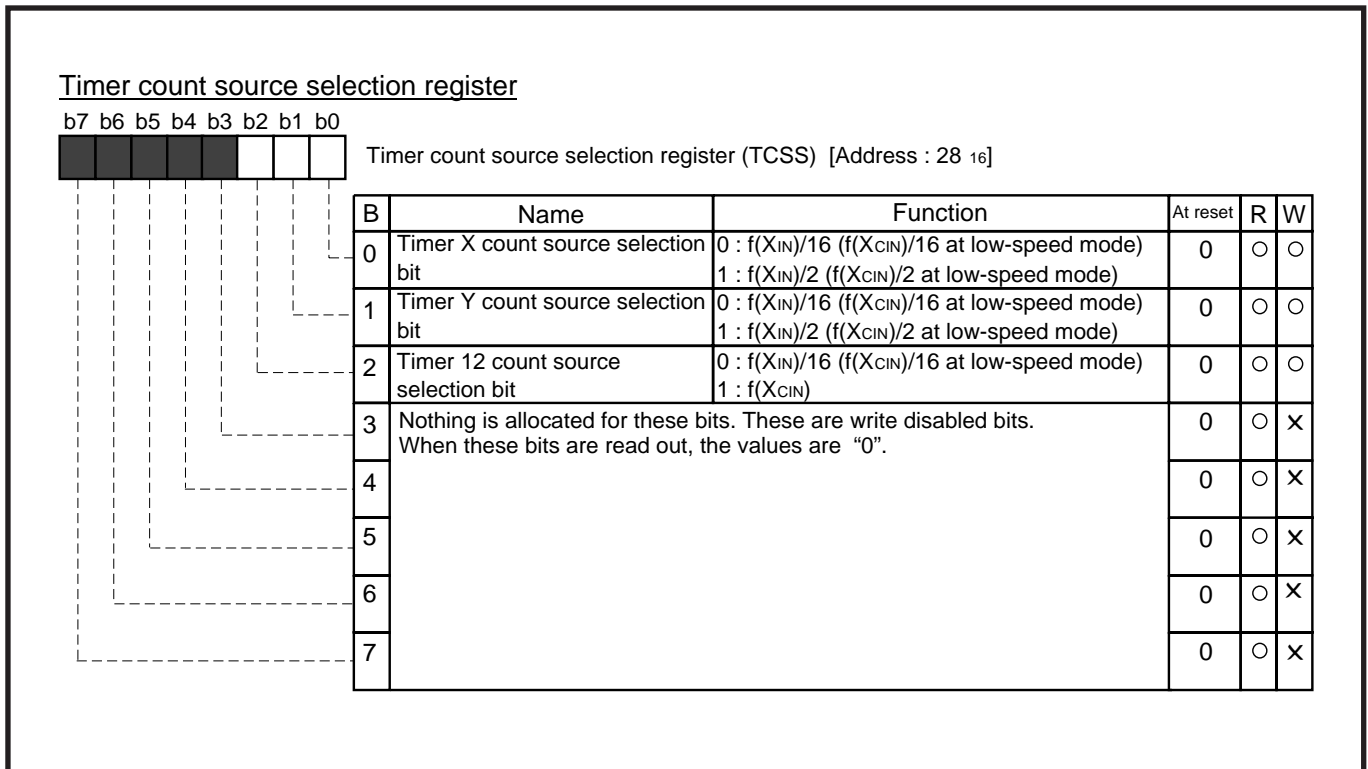 Timer count source selection register
b7 b6 b5 b4 b3 b2 b1 b0
Timer count source selection register (TCSS) [Address : 28 16]
B Name Function At reset R W
0 Timer X count source selection bit 0 : f(XIN)/16 (f(XCIN)/16 at low-speed mode) 0 ○ ○
1 : f(XIN)/2 (f(XCIN)/2 at low-speed mode)
1 Timer Y count source selection bit 0 : f(XIN)/16 (f(XCIN)/16 at low-speed mode) 0 ○ ○
1 : f(XIN)/2 (f(XCIN)/2 at low-speed mode)
2 Timer 12 count source selection bit 0 : f(XIN)/16 (f(XCIN)/16 at low-speed mode) 0 ○ ○
1 : f(XCIN)
3 Nothing is allocated for these bits. These are write disabled bits. 0 ○ ×
When these bits are read out, the values are “0”.
4 0 ○ ×
5 0 ○ ×
6 0 ○ ×
7 0 ○ ×